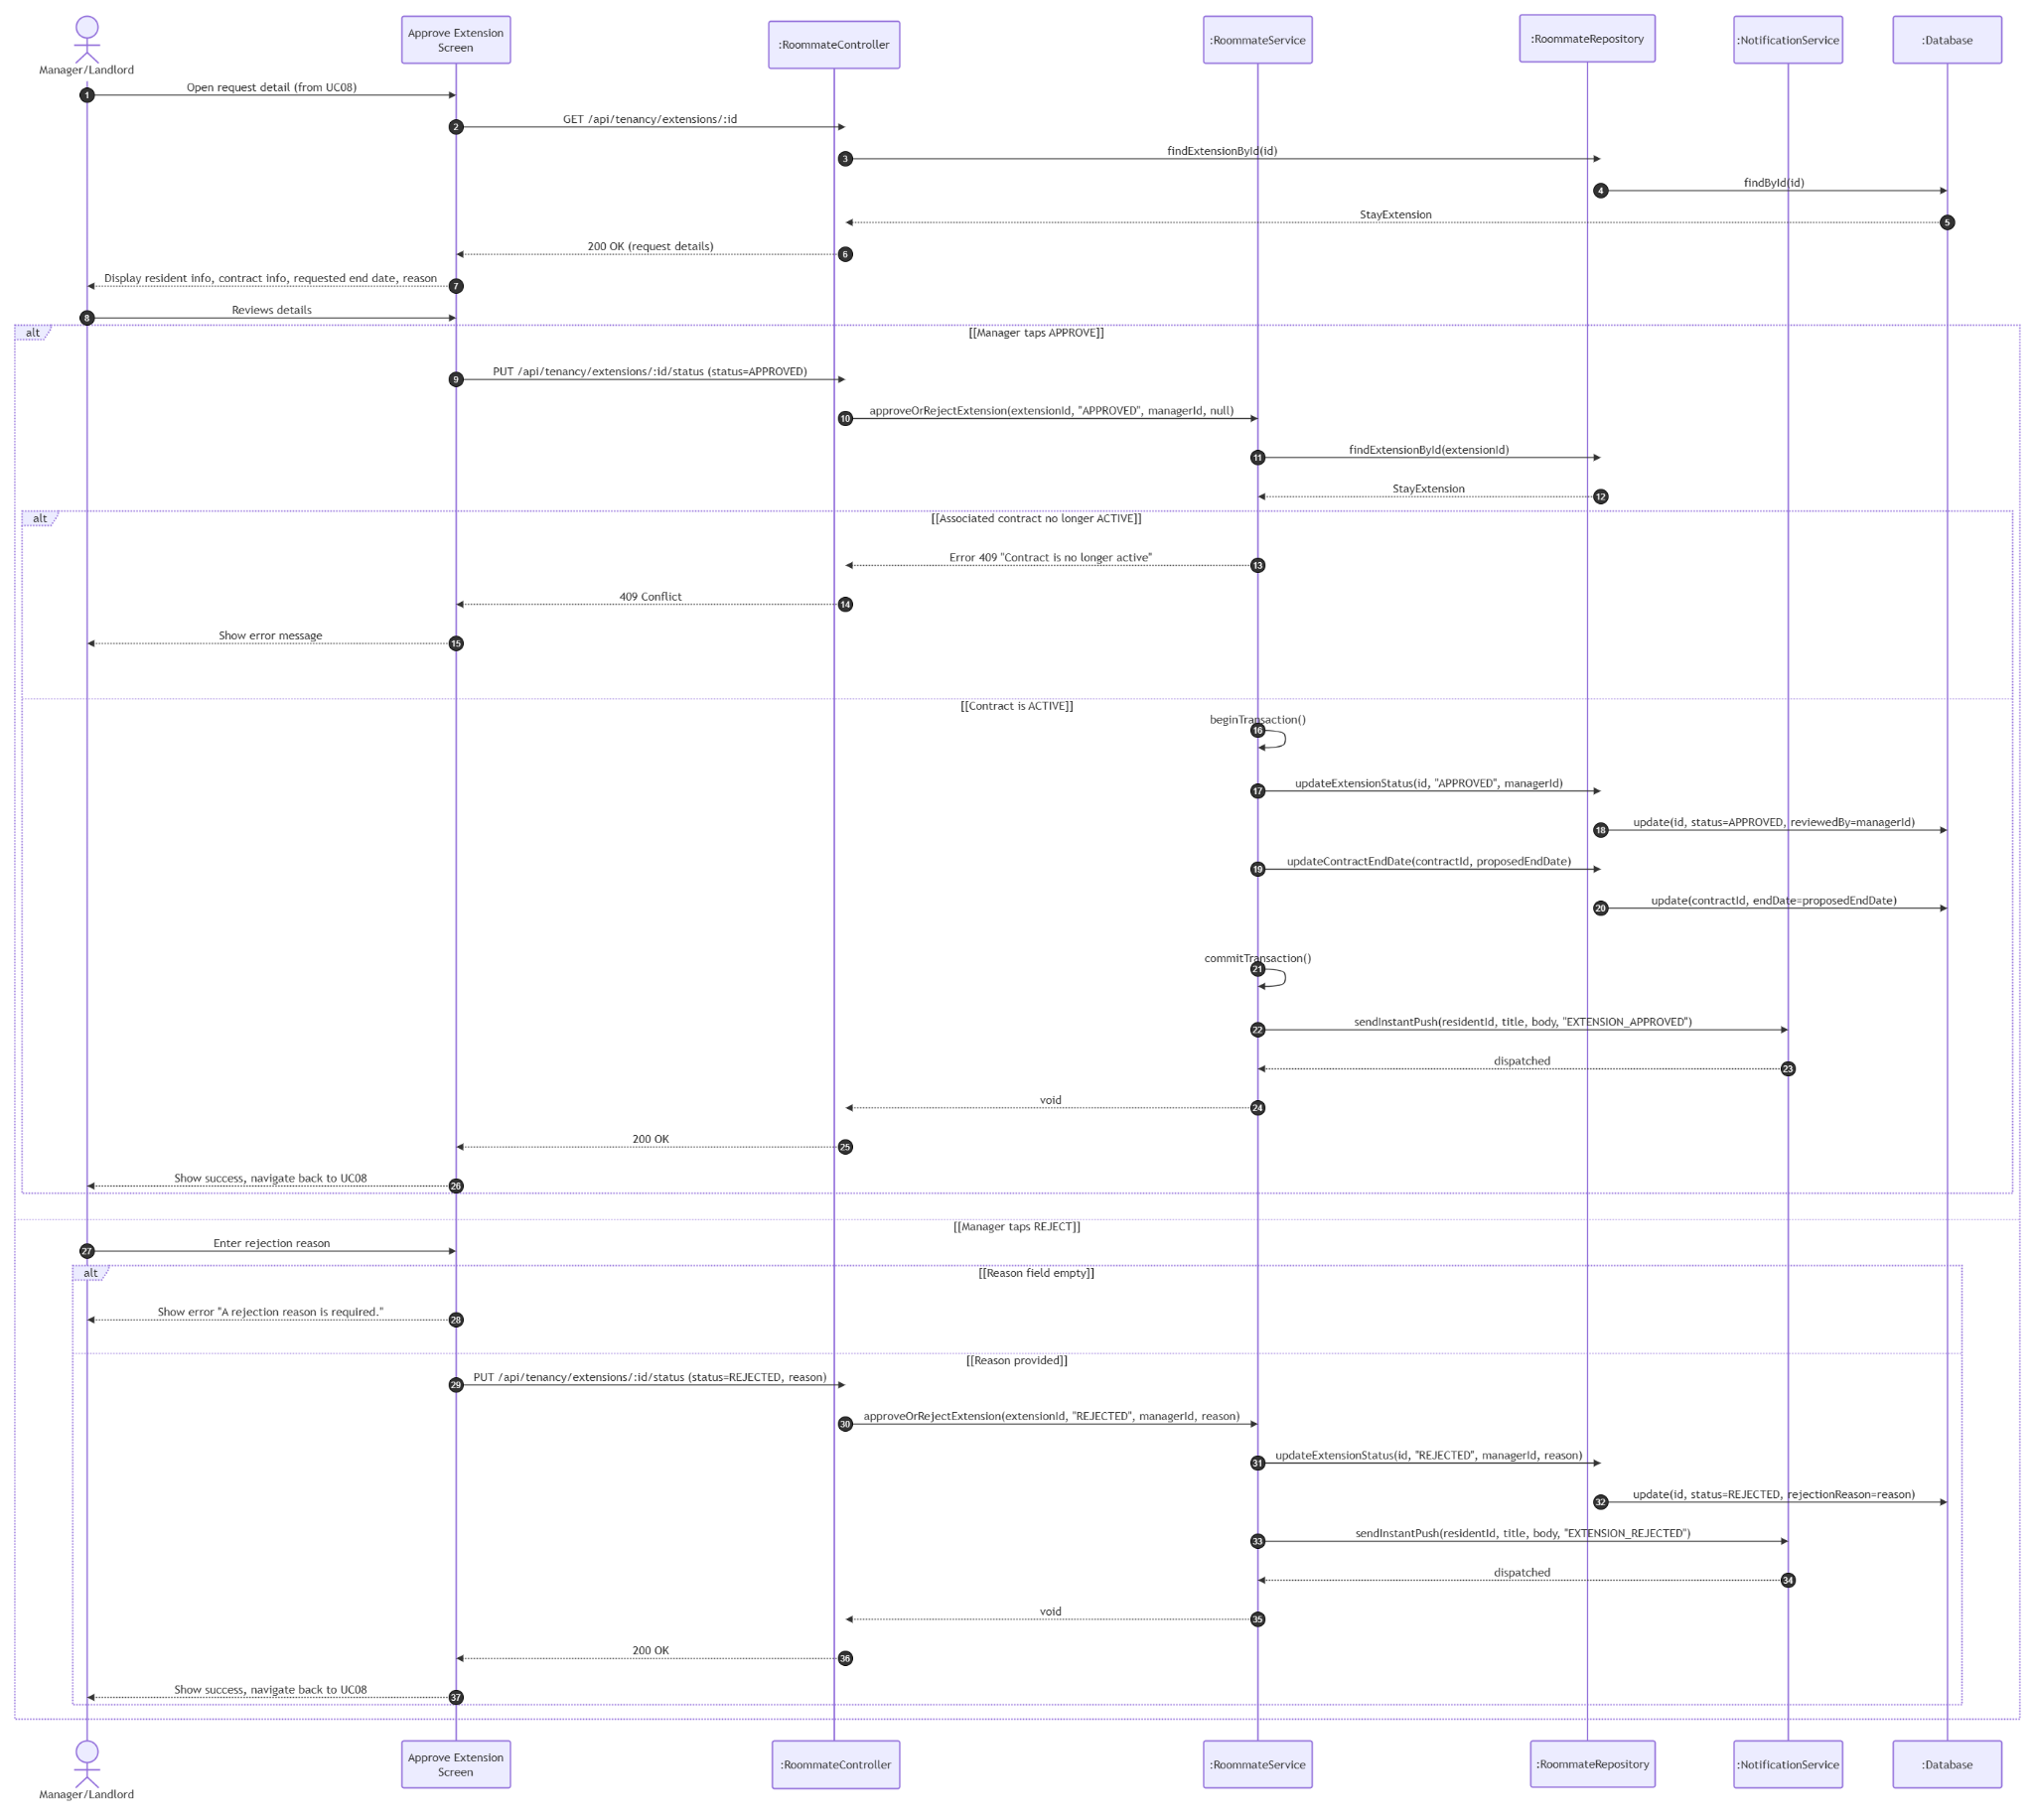 Manager/Landlord
Approve Extension
Screen
:RoommateController
:RoommateService
:RoommateRepository
:NotificationService
:Database
1 Open request detail (from UC08)
2 GET /api/tenancy/extensions/:id
3 findExtensionById(id)
4 findById(id)
StayExtension 5
200 OK (request details) 6
Display resident info, contract info, requested end date, reason 7
8 Reviews details
alt [[Manager taps APPROVE]]
9 PUT /api/tenancy/extensions/:id/status (status=APPROVED)
10 approveOrRejectExtension(extensionId, "APPROVED", managerId, null)
11 findExtensionById(extensionId)
StayExtension 12
alt [[Associated contract no longer ACTIVE]]
Error 409 "Contract is no longer active" 13
409 Conflict 14
Show error message 15
[[Contract is ACTIVE]]
beginTransaction()
16
17 updateExtensionStatus(id, "APPROVED", managerId)
18 update(id, status=APPROVED, reviewedBy=managerId)
19 updateContractEndDate(contractId, proposedEndDate)
20 update(contractId, endDate=proposedEndDate)
commitTransaction()
21
22 sendInstantPush(residentId, title, body, "EXTENSION_APPROVED")
dispatched 23
void 24
200 OK 25
Show success, navigate back to UC08 26
[[Manager taps REJECT]]
27 Enter rejection reason
alt [[Reason field empty]]
Show error "A rejection reason is required." 28
[[Reason provided]]
29 PUT /api/tenancy/extensions/:id/status (status=REJECTED, reason)
30 approveOrRejectExtension(extensionId, "REJECTED", managerId, reason)
31 updateExtensionStatus(id, "REJECTED", managerId, reason)
32 update(id, status=REJECTED, rejectionReason=reason)
33 sendInstantPush(residentId, title, body, "EXTENSION_REJECTED")
dispatched 34
void 35
200 OK 36
Show success, navigate back to UC08 37
Manager/Landlord
Approve Extension
Screen
:RoommateController
:RoommateService
:RoommateRepository
:NotificationService
:Database